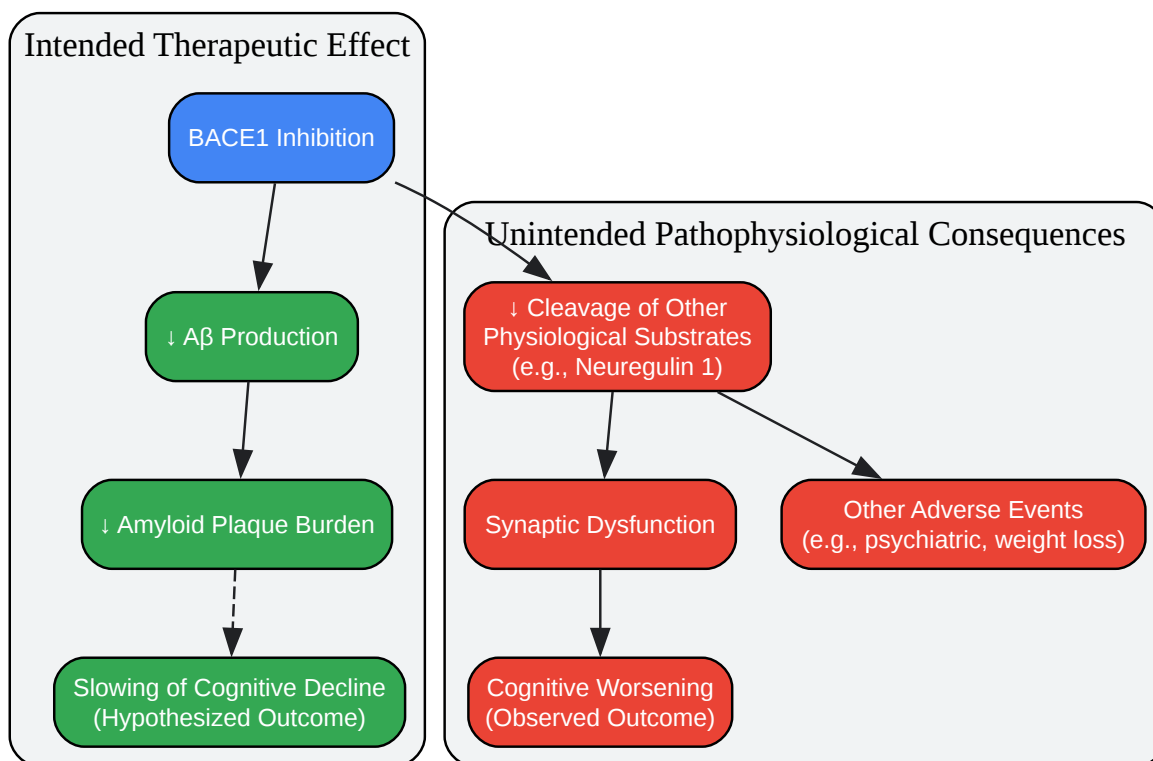 Intended Therapeutic Effect
BACE1 Inhibition
↓ Aβ Production
↓ Amyloid Plaque Burden
Slowing of Cognitive Decline
(Hypothesized Outcome)
Unintended Pathophysiological Consequences
↓ Cleavage of Other
Physiological Substrates
(e.g., Neuregulin 1)
Synaptic Dysfunction
Other Adverse Events
(e.g., psychiatric, weight loss)
Cognitive Worsening
(Observed Outcome)